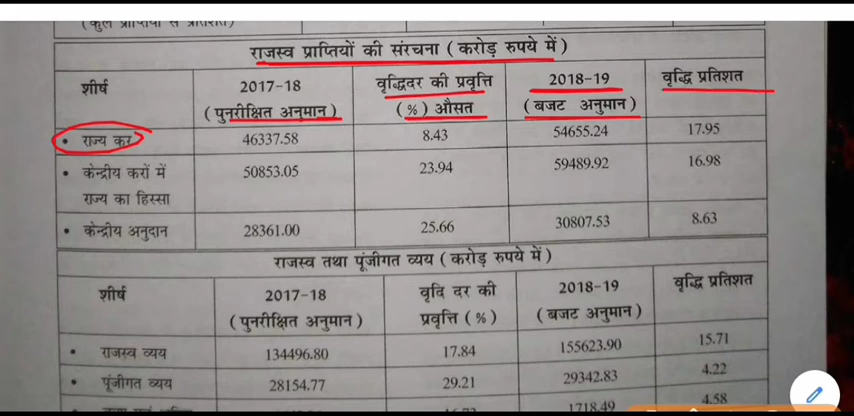 (कुल प्राप्तियों से प्रतिशत)
राजस्व प्राप्तियों की संरचना (करोड़ रुपये में)
शीर्ष 2017-18 (पुनरीक्षित अनुमान) वृद्धिदर की प्रवृत्ति (%) औसत 2018-19 (बजट अनुमान) वृद्धि प्रतिशत
• राज्य कर 46337.58 8.43 54655.24 17.95
• केन्द्रीय करों में राज्य का हिस्सा 50853.05 23.94 59489.92 16.98
• केन्द्रीय अनुदान 28361.00 25.66 30807.53 8.63
राजस्व तथा पूंजीगत व्यय (करोड़ रुपये में)
शीर्ष 2017-18 (पुनरीक्षित अनुमान) वृदि दर की प्रवृत्ति (%) 2018-19 (बजट अनुमान) वृद्धि प्रतिशत
• राजस्व व्यय 134496.80 17.84 155623.90 15.71
• पूंजीगत व्यय 28154.77 29.21 29342.83 4.22
1718.49 4.58